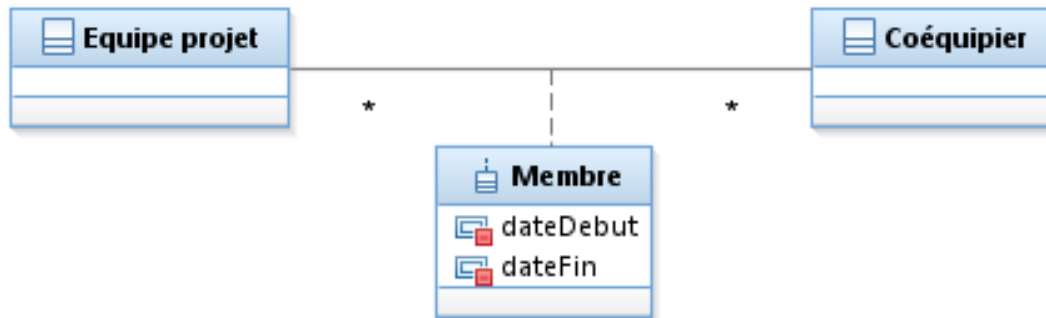 Equipe projet
Coéquipier
*
*
Membre
dateDebut
dateFin